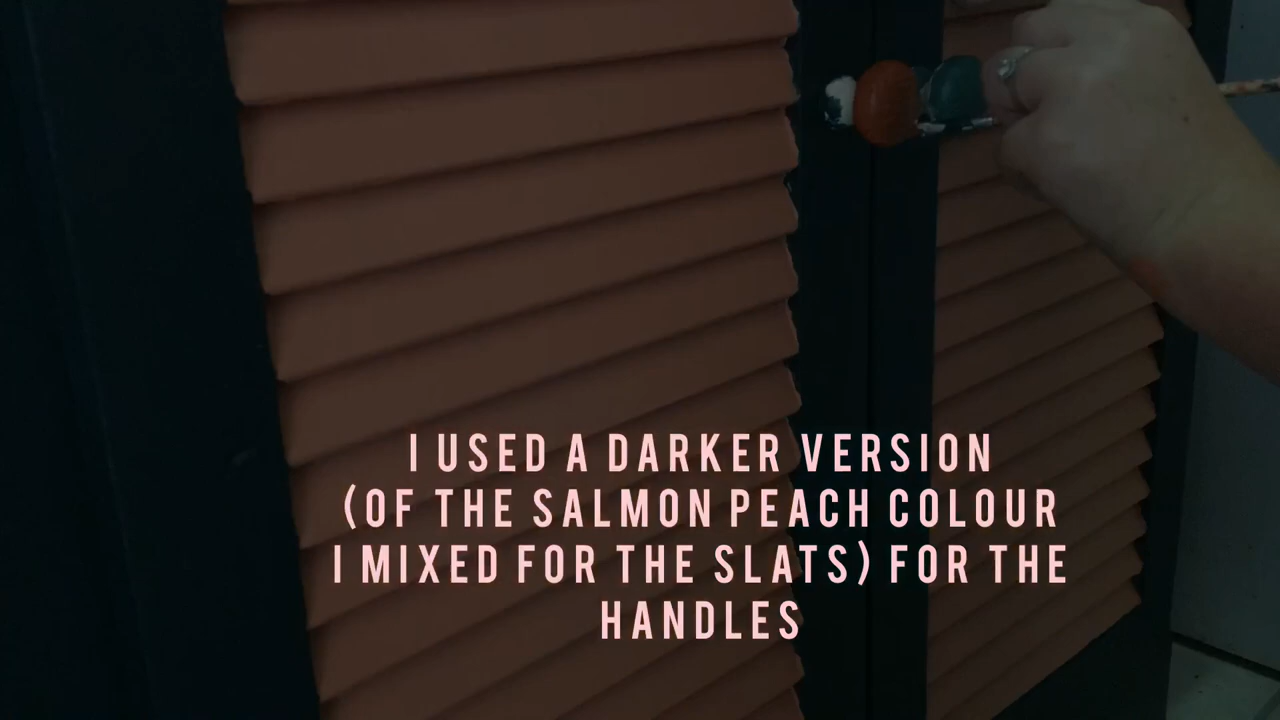 I USED A DARKER VERSION
(OF THE SALMON PEACH COLOUR
I MIXED FOR THE SLATS) FOR THE
HANDLES